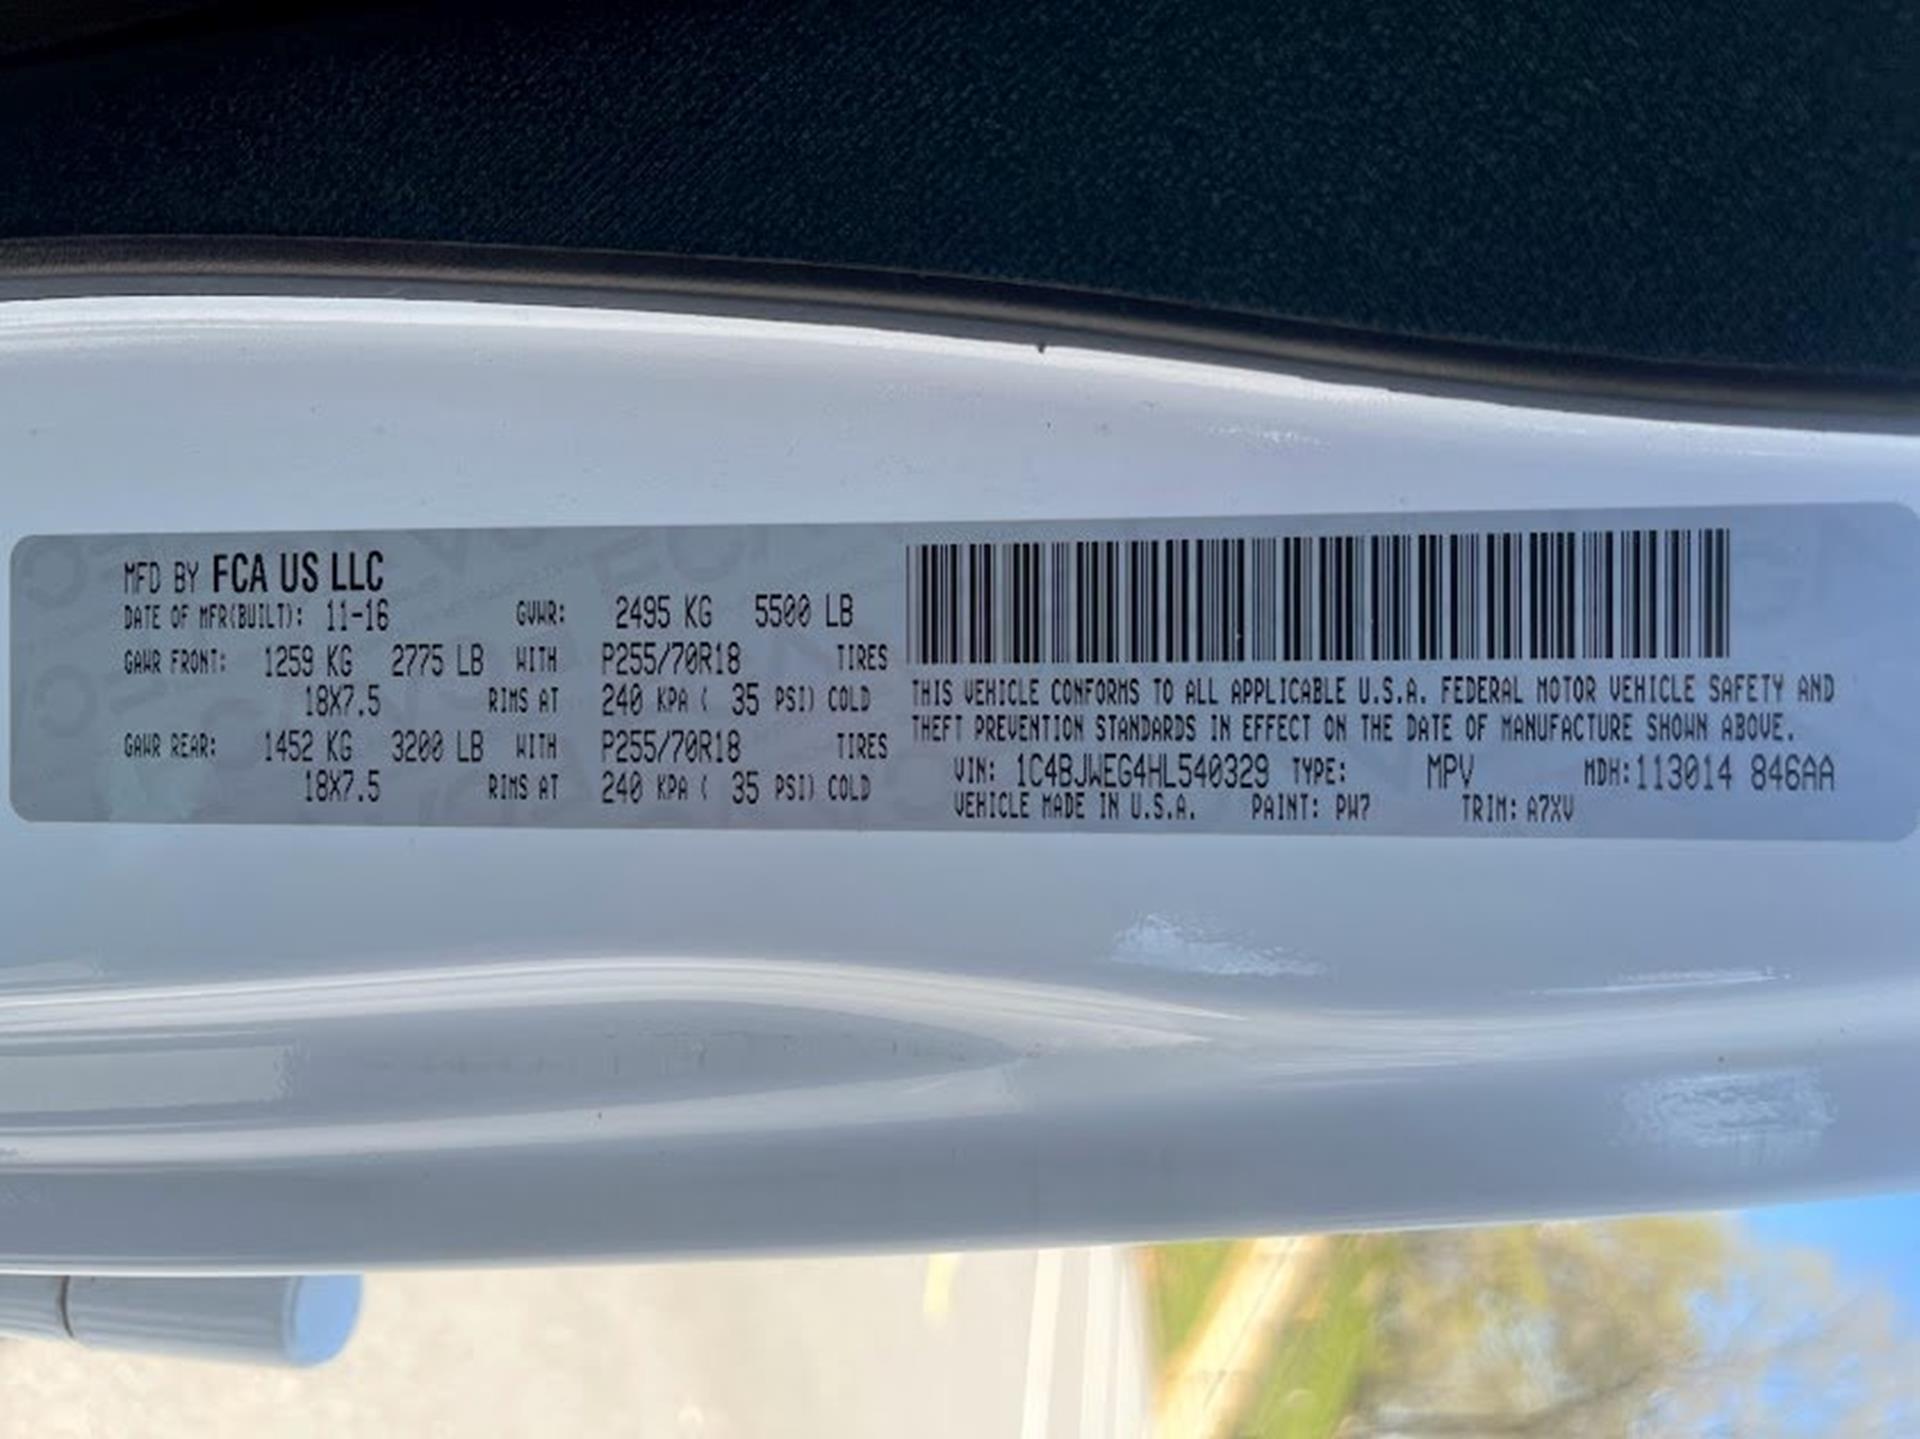 MFD BY FCA US LLC
DATE OF MFR(BUILT): 11-16 GVWR: 2495 KG 5500 LB
GAWR FRONT: 1259 KG 2775 LB WITH P255/70R18 TIRES
18X7.5 RIMS AT 240 KPA ( 35 PSI) COLD
GAWR REAR: 1452 KG 3200 LB WITH P255/70R18 TIRES
18X7.5 RIMS AT 240 KPA ( 35 PSI) COLD
THIS VEHICLE CONFORMS TO ALL APPLICABLE U.S.A. FEDERAL MOTOR VEHICLE SAFETY AND
THEFT PREVENTION STANDARDS IN EFFECT ON THE DATE OF MANUFACTURE SHOWN ABOVE.
VIN: 1C4BJWEG4HL540329 TYPE: MPV MDH:113014 846AA
VEHICLE MADE IN U.S.A. PAINT: PW7 TRIM: A7XV